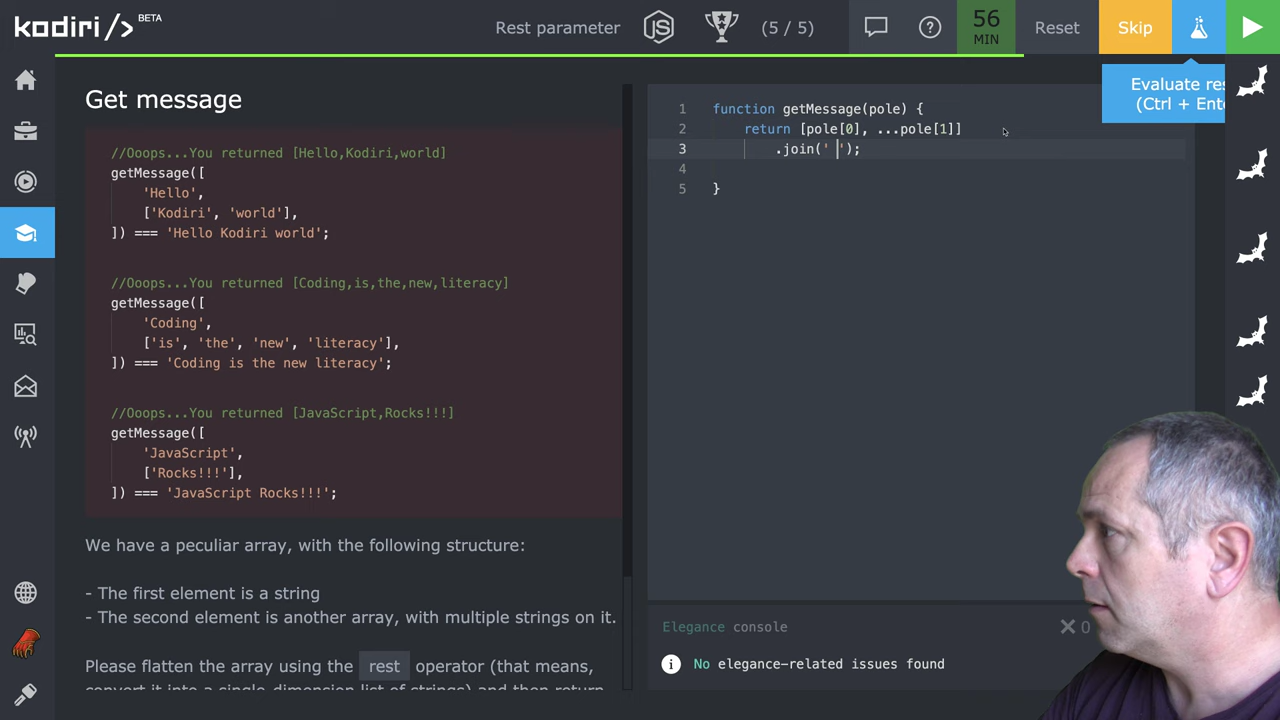 kodiri/> BETA
Rest parameter
JS
(5 / 5)
56
MIN
Reset
Skip
Evaluate res
(Ctrl + Ente
Get message
//Ooops...You returned [Hello,Kodiri,world]
getMessage([
'Hello',
['Kodiri', 'world'],
]) === 'Hello Kodiri world';
//Ooops...You returned [Coding,is,the,new,literacy]
getMessage([
'Coding',
['is', 'the', 'new', 'literacy'],
]) === 'Coding is the new literacy';
//Ooops...You returned [JavaScript,Rocks!!!]
getMessage([
'JavaScript',
['Rocks!!!'],
]) === 'JavaScript Rocks!!!';
We have a peculiar array, with the following structure:
- The first element is a string
- The second element is another array, with multiple strings on it.
Please flatten the array using the rest operator (that means,
convert it into a single-dimension list of strings) and then return
1 function getMessage(pole) {
2 return [pole[0], ...pole[1]]
3 .join(' ');
4
5 }
Elegance console
0
No elegance-related issues found